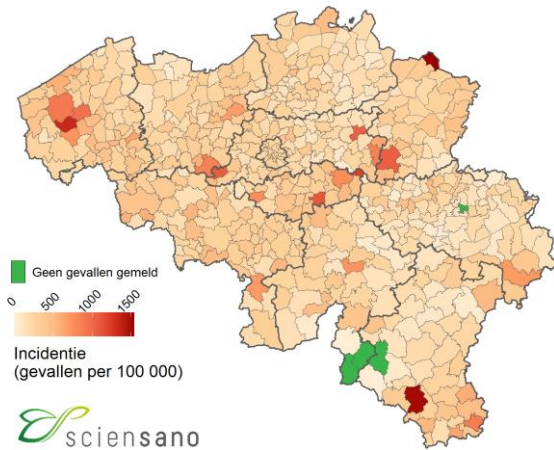 Geen gevallen gemeld
0 500 1000 1500
Incidentie
(gevallen per 100 000)
sciensano